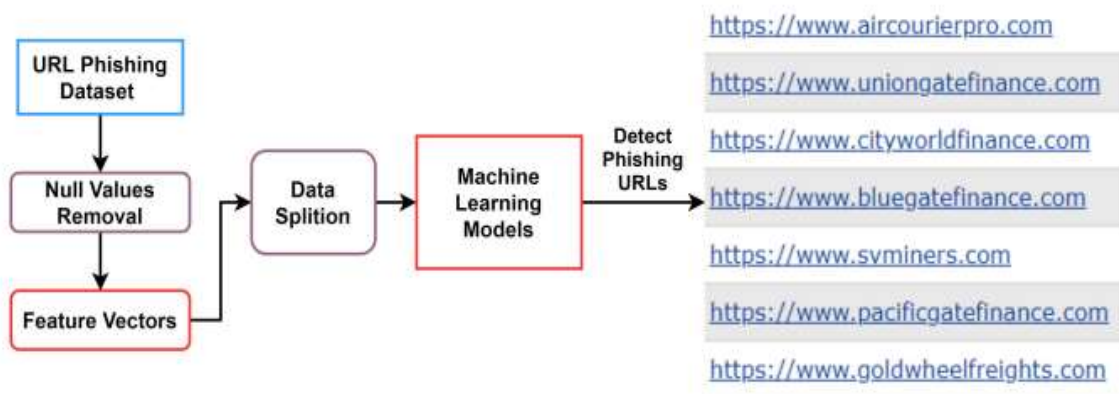 URL Phishing
Dataset
Null Values
Removal
Feature Vectors
Data
Splition
Machine
Learning
Models
Detect
Phishing
URLs
https://www.aircourierpro.com
https://www.uniongatefinance.com
https://www.cityworldfinance.com
https://www.bluegatefinance.com
https://www.svminers.com
https://www.pacificgatefinance.com
https://www.goldwheelfreights.com